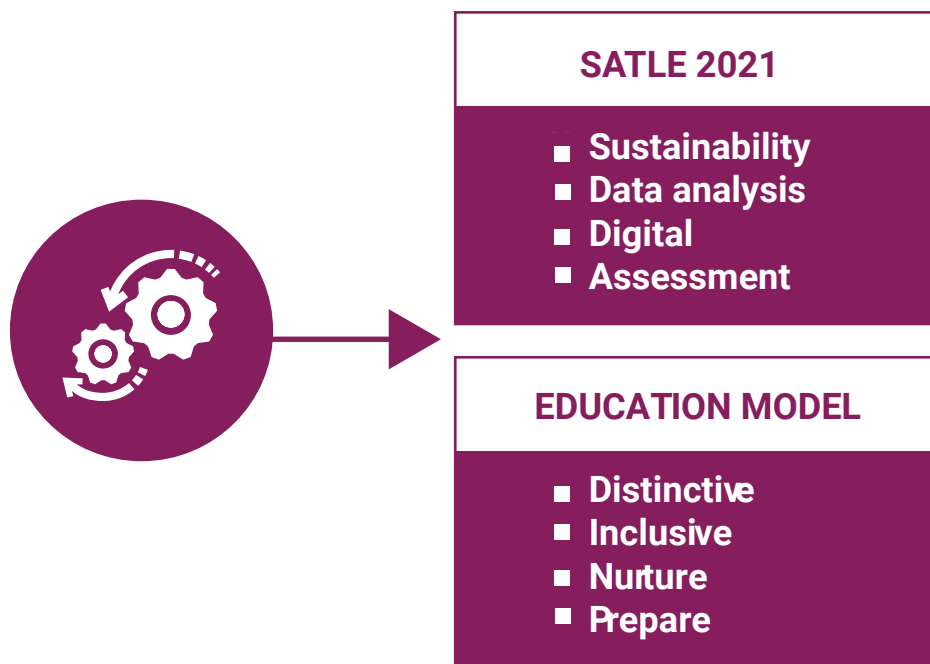 SATLE 2021
▪ Sustainability
▪ Data analysis
▪ Digital
▪ Assessment
EDUCATION MODEL
▪ Distinctive
▪ Inclusive
▪ Nurture
▪ Prepare